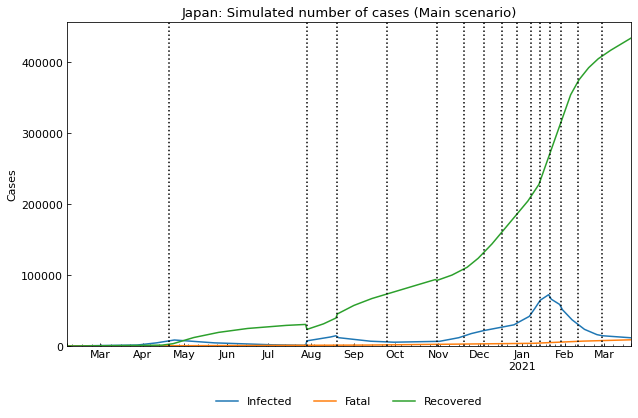 Japan: Simulated number of cases (Main scenario)
Cases
400000
300000
200000
100000
0
Mar Apr May Jun Jul Aug Sep Oct Nov Dec Jan Feb Mar
2021
Infected Fatal Recovered